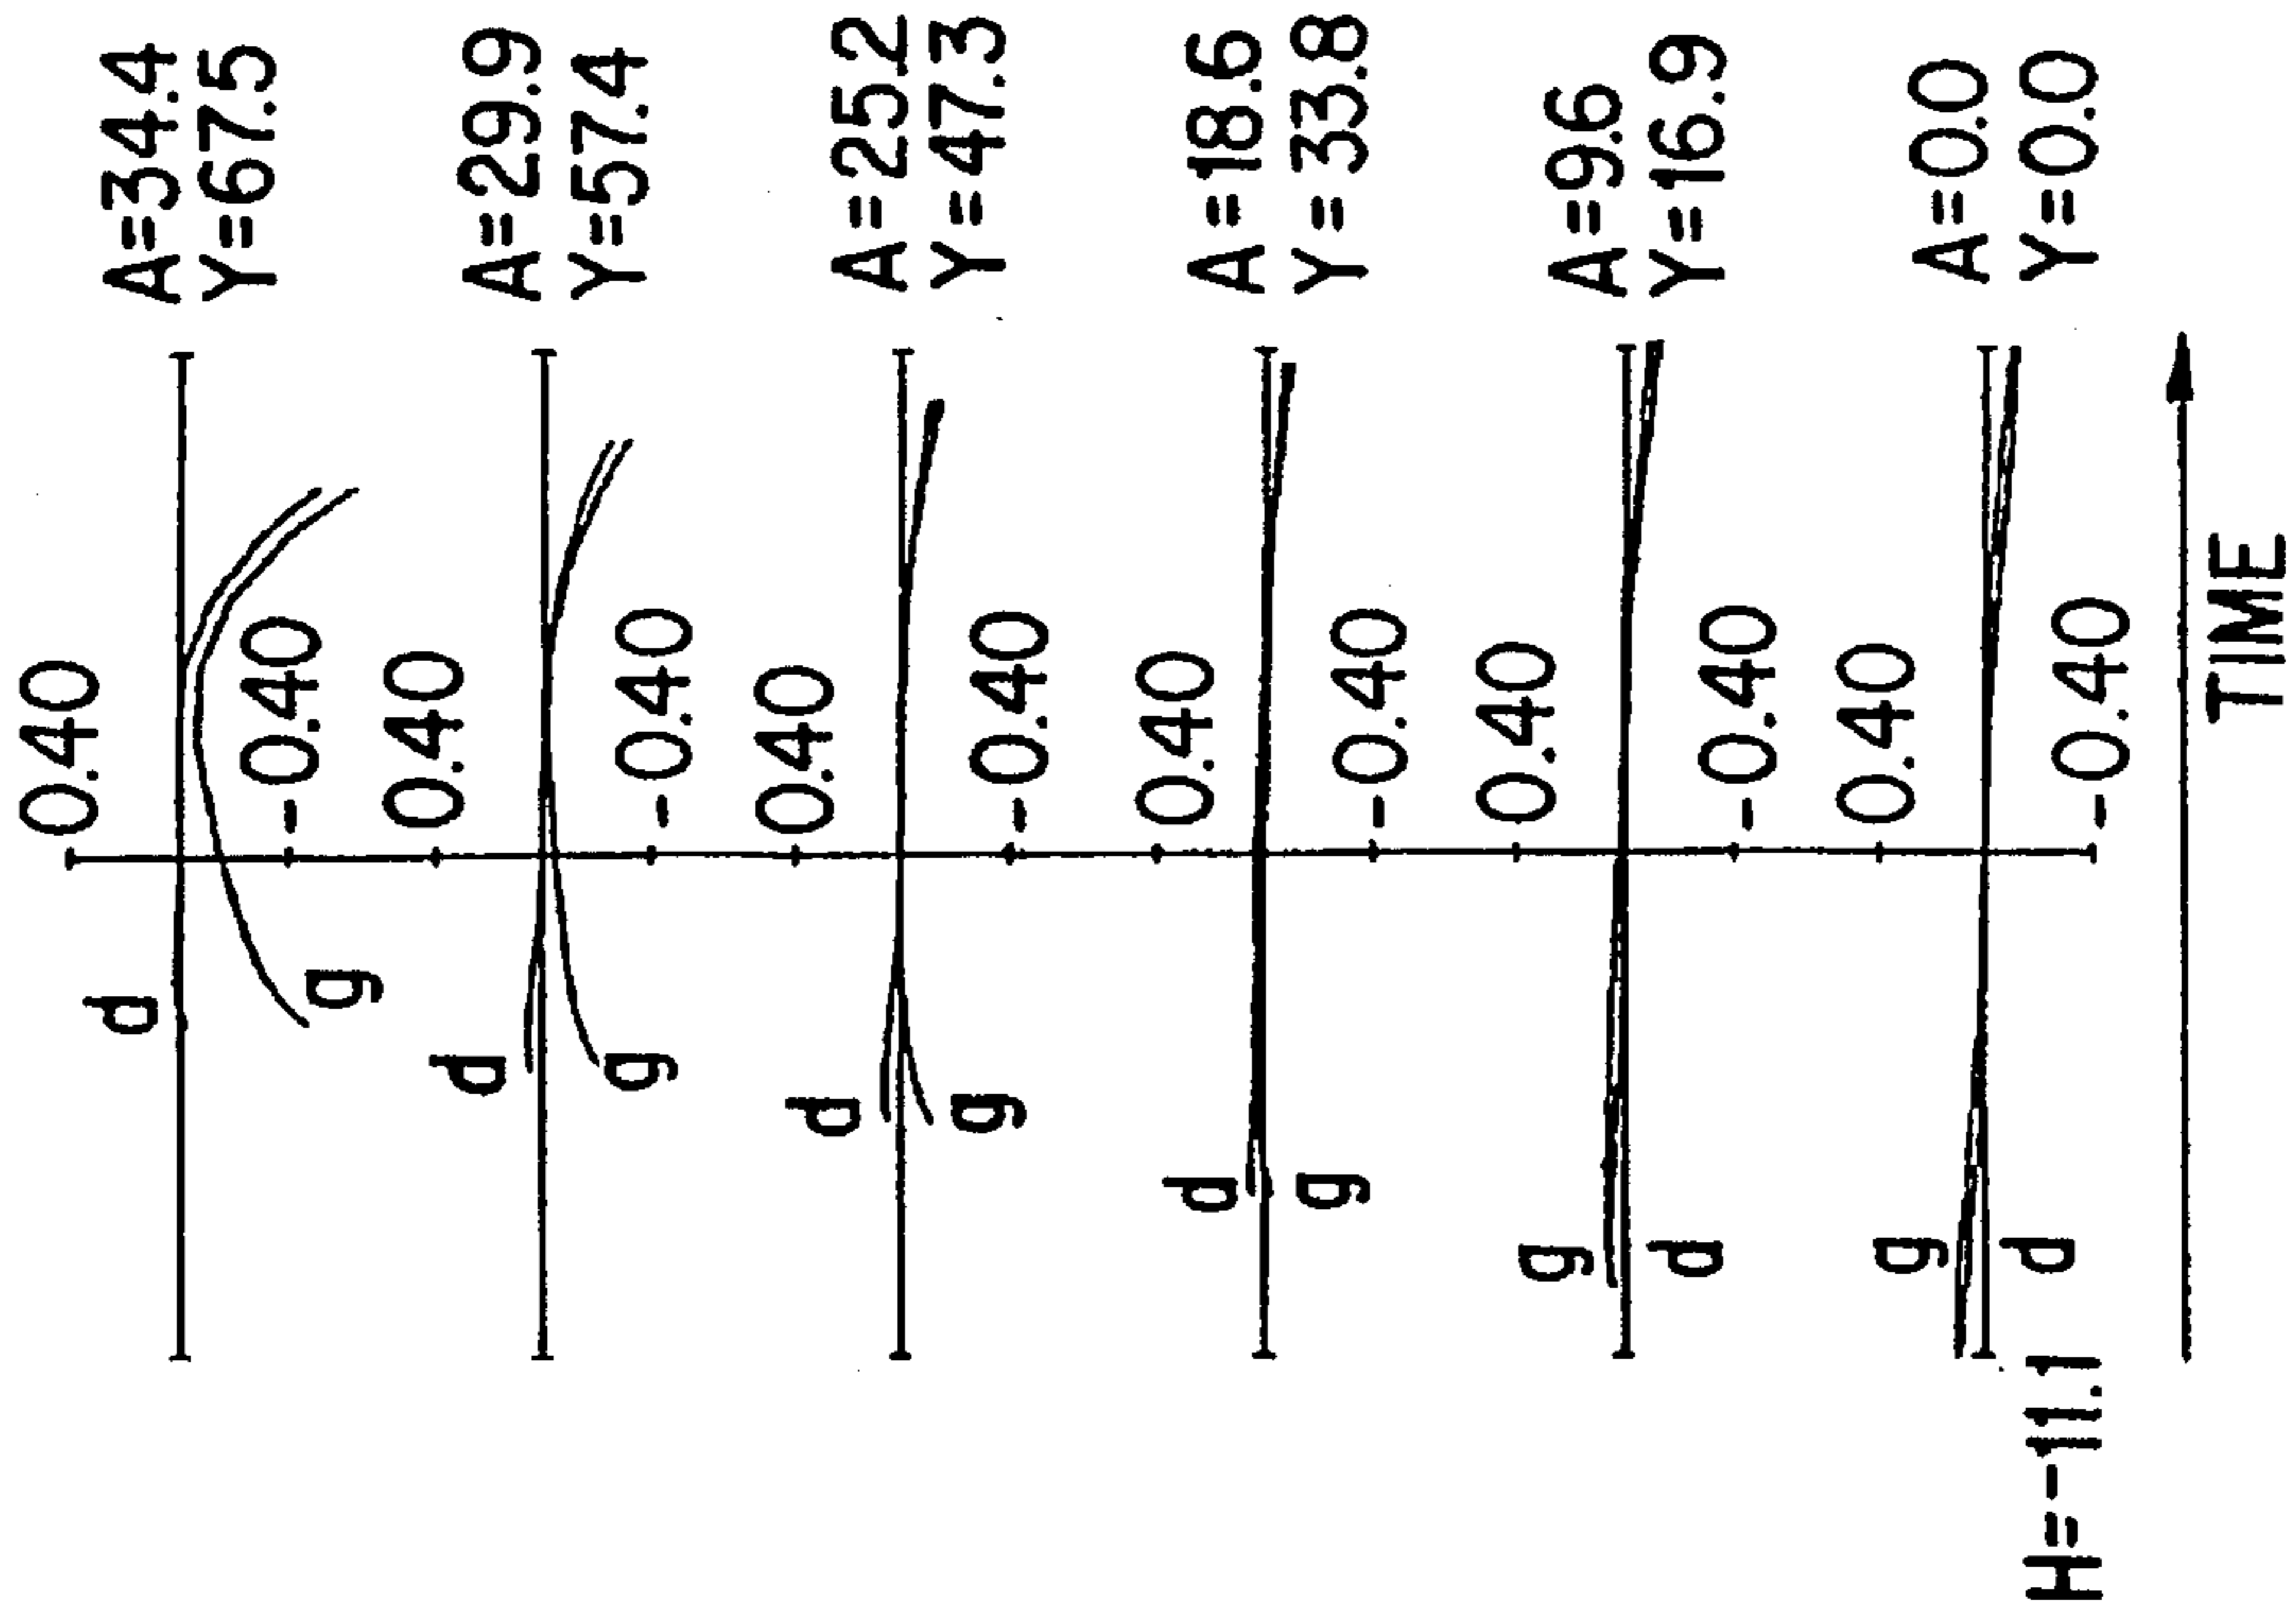 0.40
d
A=34.4
Y=67.5
-0.40
g
0.40
d
A=29.9
Y=57.4
g
-0.40
0.40
d
A=25.2
Y=47.3
g
-0.40
0.40
d
A=18.6
Y=33.8
g
-0.40
0.40
g
A=9.6
d
Y=16.9
-0.40
0.40
g
A=0.0
d
Y=0.0
H=-11.1
-0.40
TIME